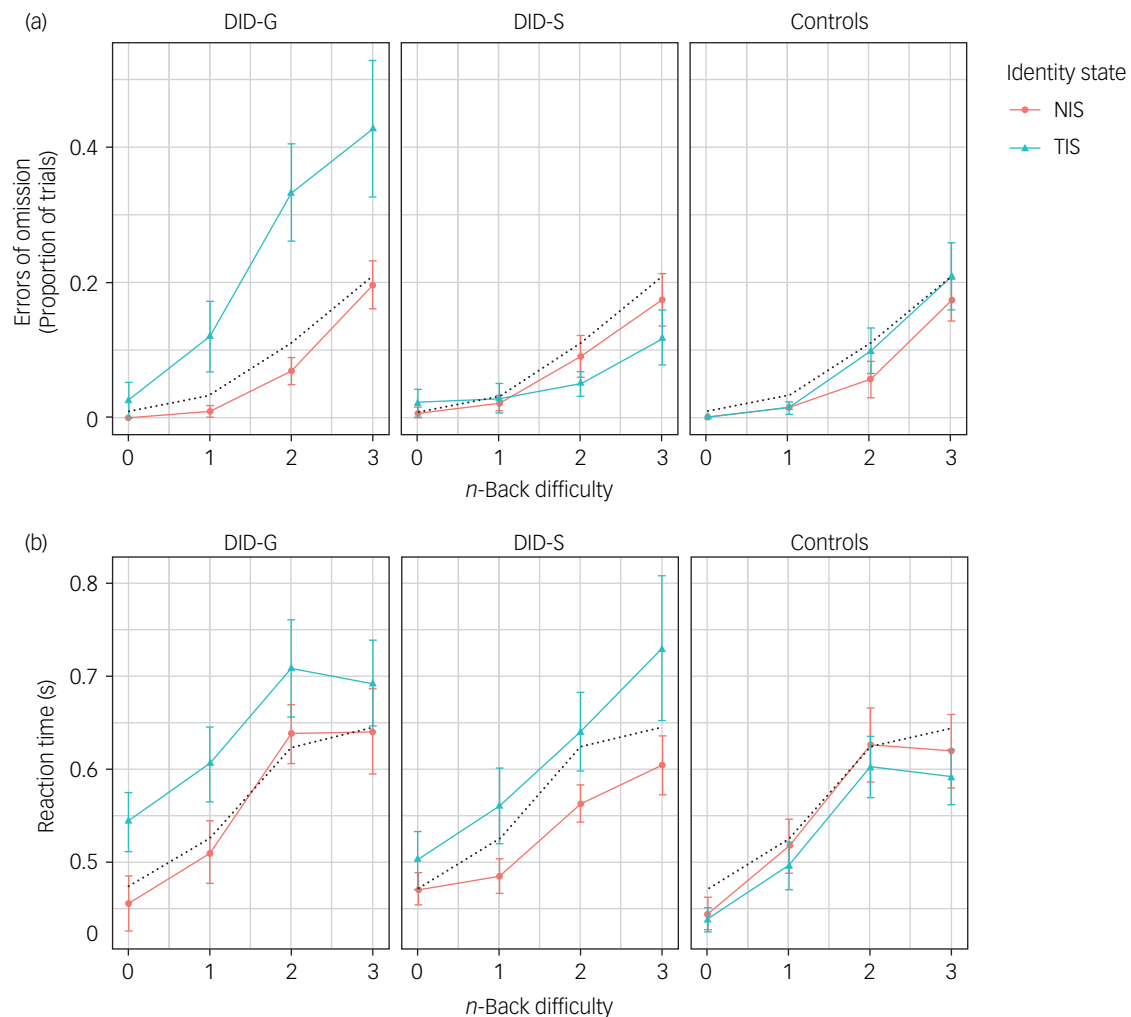 (a)
DID-G
DID-S
Controls
Identity state
NIS
TIS
Errors of omission
(Proportion of trials)
0.4
0.2
0
0 1 2 3
0 1 2 3
0 1 2 3
n-Back difficulty
(b)
DID-G
DID-S
Controls
Reaction time (s)
0.8
0.7
0.6
0.5
0
0 1 2 3
0 1 2 3
0 1 2 3
n-Back difficulty